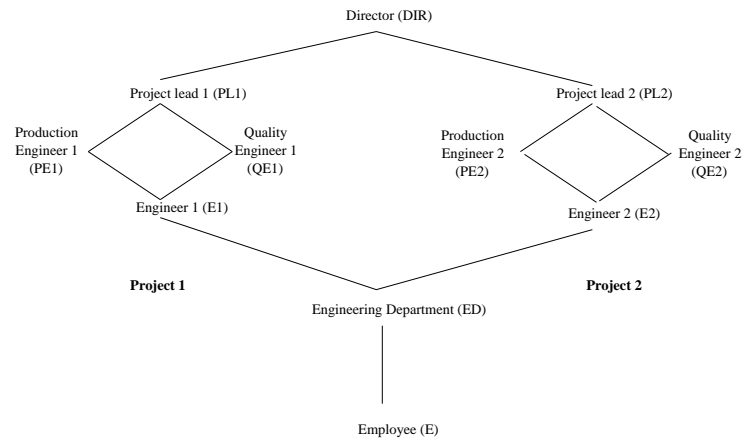 Director (DIR)
Project lead 1 (PL1)
Project lead 2 (PL2)
Production
Engineer 1
(PE1)
Quality
Engineer 1
(QE1)
Production
Engineer 2
(PE2)
Quality
Engineer 2
(QE2)
Engineer 1 (E1)
Engineer 2 (E2)
Project 1
Project 2
Engineering Department (ED)
Employee (E)